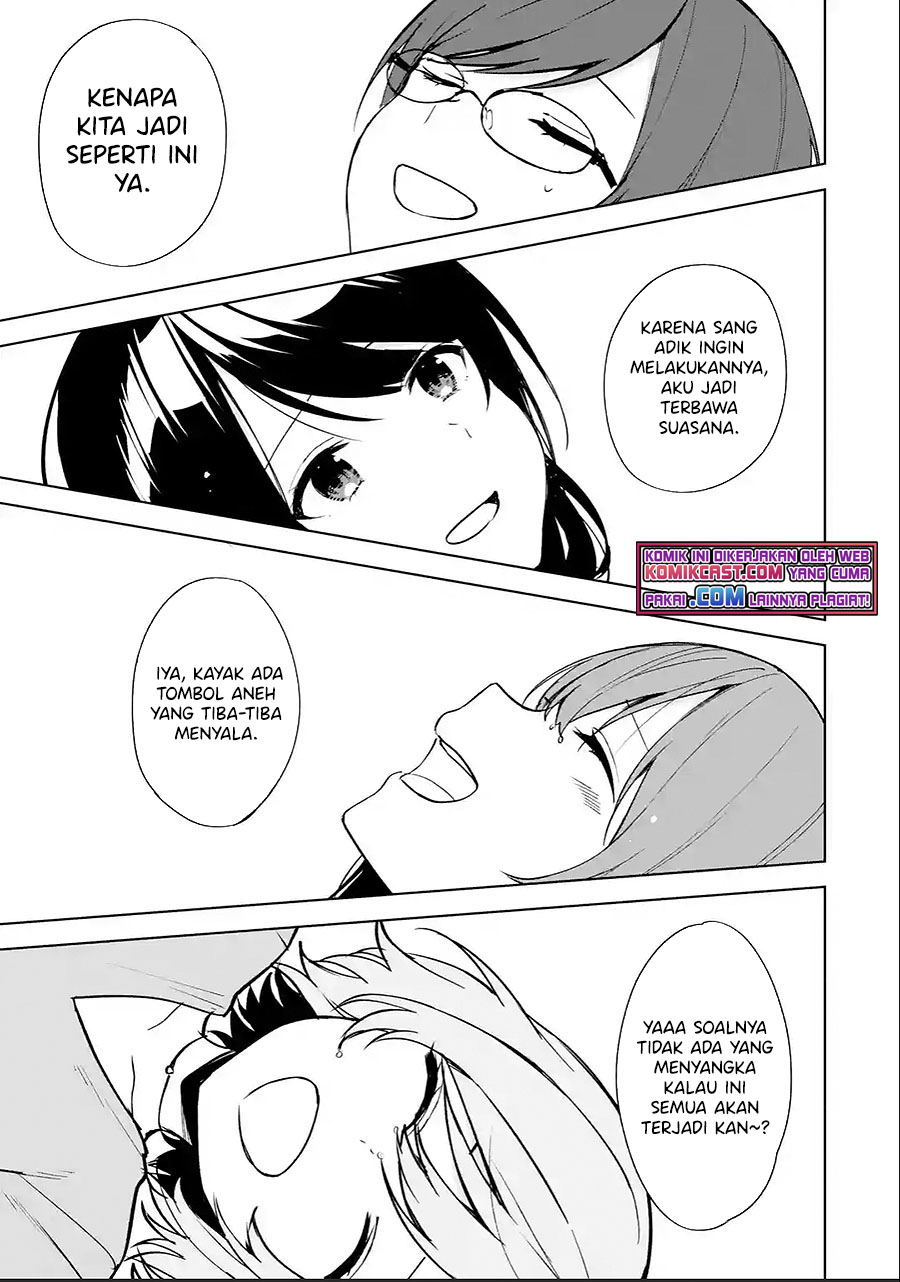 KENAPA
KITA JADI
SEPERTI INI
YA.
KARENA SANG
ADIK INGIN
MELAKUKANNYA,
AKU JADI
TERBAWA
SUASANA.
KOMIK INI DIKERJAKAN OLEH WEB
KOMIKCAST.COM YANG CUMA
PAKAI .COM LAINNYA PLAGIAT!
IYA, KAYAK ADA
TOMBOL ANEH
YANG TIBA-TIBA
MENYALA.
YAAA SOALNYA
TIDAK ADA YANG
MENYANGKA
KALAU INI
SEMUA AKAN
TERJADI KAN~?